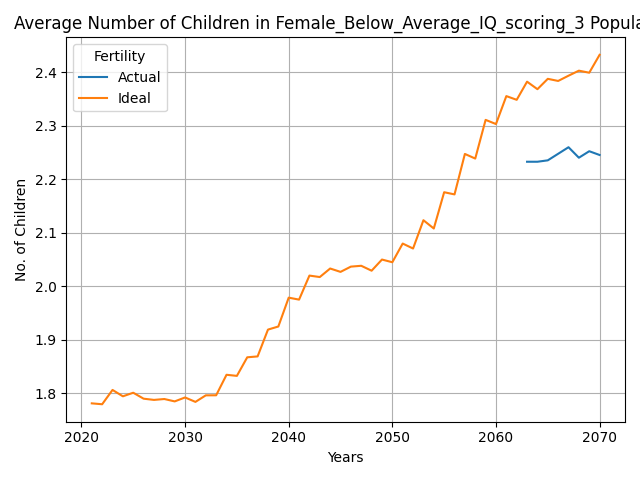 Average Number of Children in Female_Below_Average_IQ_scoring_3 Popula
Fertility
Actual
Ideal
2.4
2.3
2.2
2.1
2.0
1.9
1.8
No. of Children
2020 2030 2040 2050 2060 2070
Years